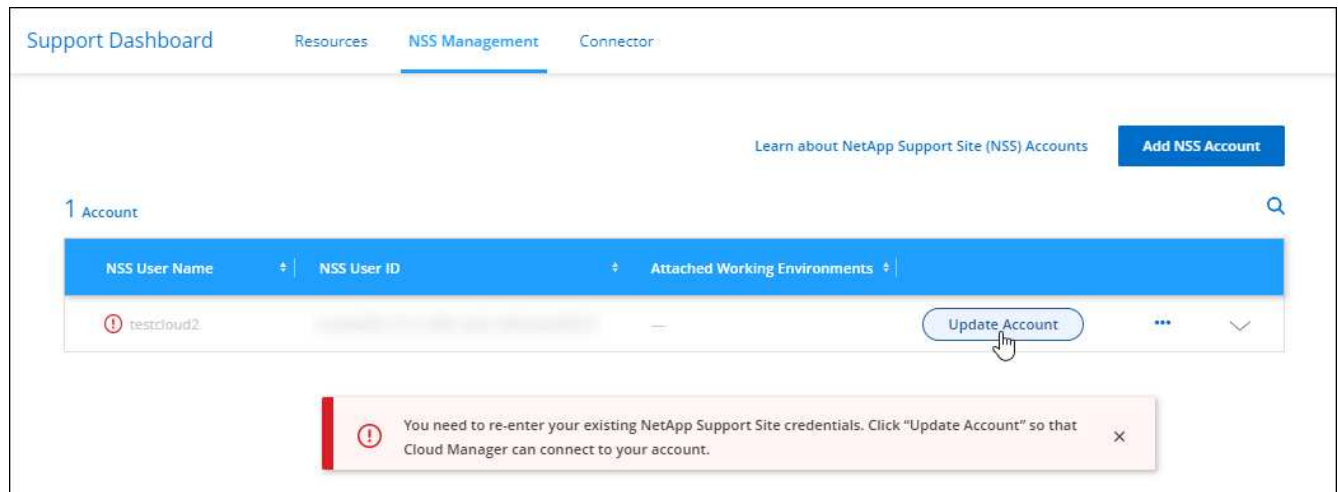 Support Dashboard Resources NSS Management Connector
Learn about NetApp Support Site (NSS) Accounts Add NSS Account
1 Account
NSS User Name NSS User ID Attached Working Environments
testcloud2 — Update Account
You need to re-enter your existing NetApp Support Site credentials. Click "Update Account" so that
Cloud Manager can connect to your account.